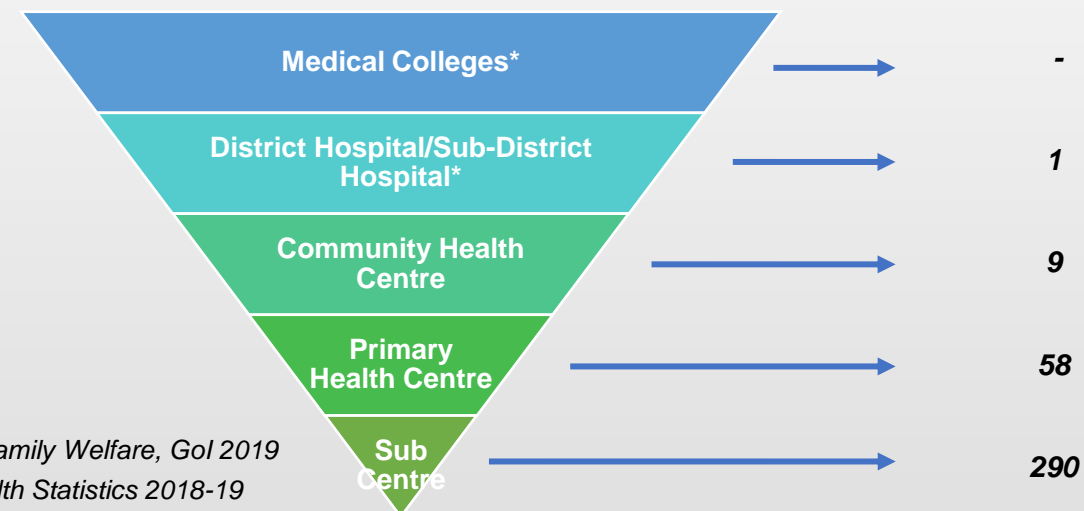 Medical Colleges*
-
District Hospital/Sub-District
Hospital*
1
Community Health
Centre
9
Primary
Health Centre
58
Sub
Centre
290
amily Welfare, GoI 2019
lth Statistics 2018-19